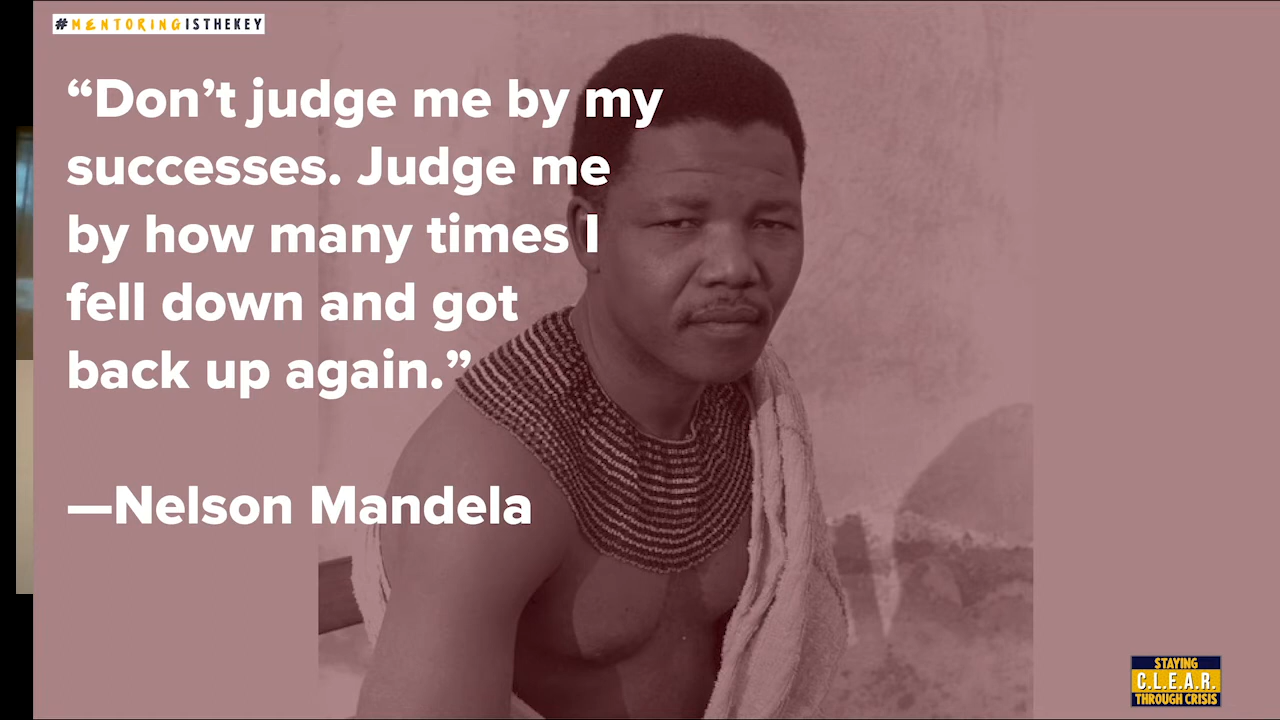 #MENTORINGISTHEKEY
“Don’t judge me by my
successes. Judge me
by how many times I
fell down and got
back up again.”
—Nelson Mandela
STAYING
C.L.E.A.R.
THROUGH CRISIS